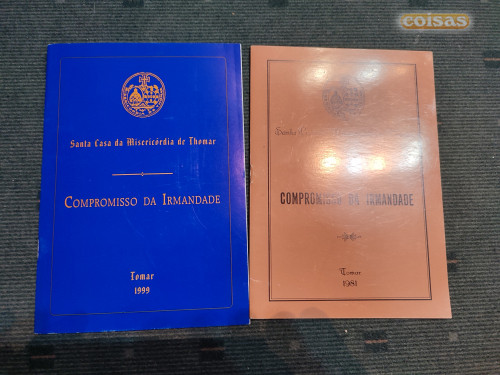 coisas
Santa Casa da Misericórdia de Thomar
COMPROMISSO DA IRMANDADE
Tomar
1999
COMPROMISSO DA IRMANDADE
Tomar
1981